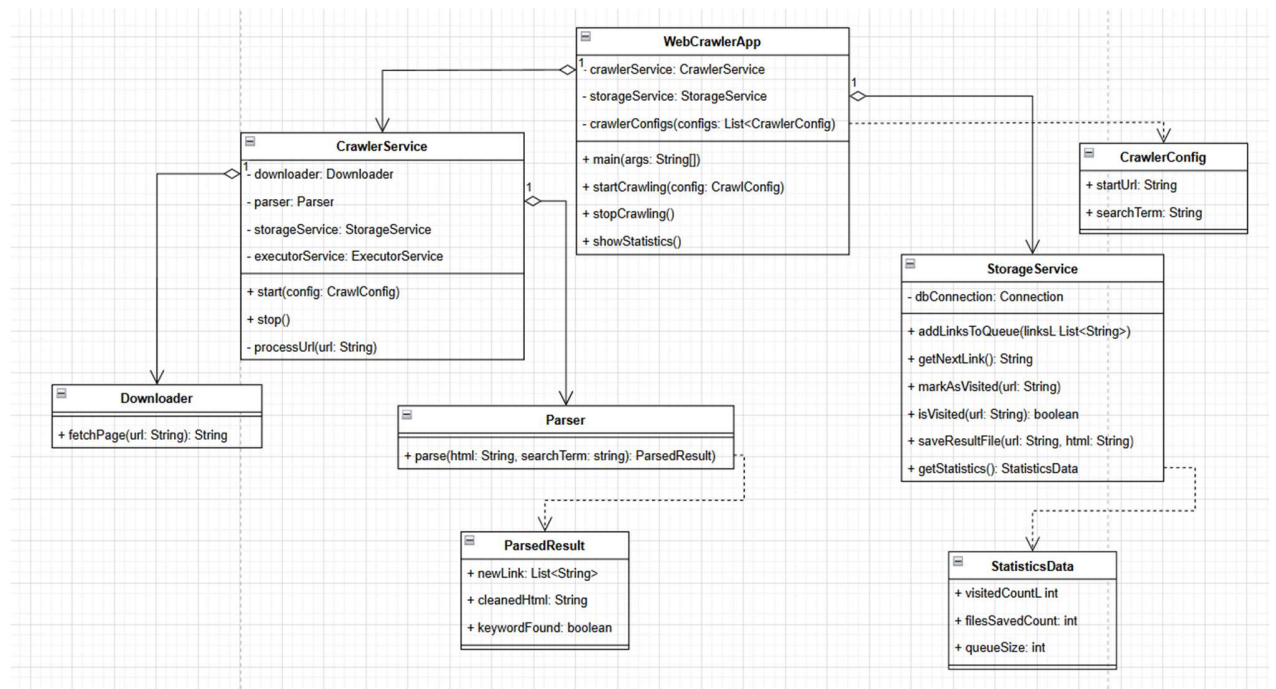 WebCrawlerApp
1
- crawlerService: CrawlerService
- storageService: StorageService
- crawlerConfigs(configs: List<CrawlerConfig)
+ main(args: String[])
+ startCrawling(config: CrawlConfig)
+ stopCrawling()
+ showStatistics()
1
CrawlerService
1
- downloader: Downloader
- parser: Parser
- storageService: StorageService
- executorService: ExecutorService
+ start(config: CrawlConfig)
+ stop()
- processUrl(url: String)
1
CrawlerConfig
+ startUrl: String
+ searchTerm: String
StorageService
- dbConnection: Connection
+ addLinksToQueue(linksL List<String>)
+ getNextLink(): String
+ markAsVisited(url: String)
+ isVisited(url: String): boolean
+ saveResultFile(url: String, html: String)
+ getStatistics(): StatisticsData
Downloader
+ fetchPage(url: String): String
Parser
+ parse(html: String, searchTerm: string): ParsedResult)
ParsedResult
+ newLink: List<String>
+ cleanedHtml: String
+ keywordFound: boolean
StatisticsData
+ visitedCountL int
+ filesSavedCount: int
+ queueSize: int